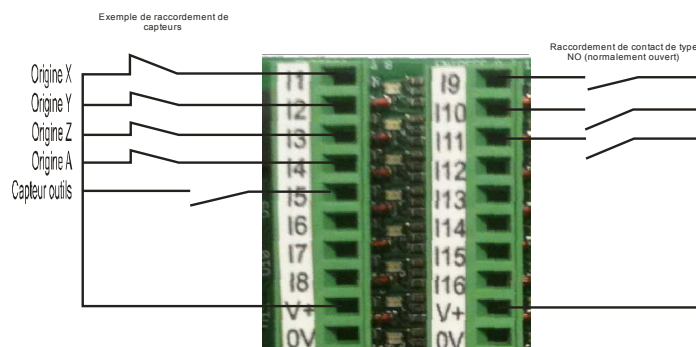 Exemple de raccordement de
capteurs
Raccordement de contact de type
NO (normalement ouvert)
Origine X
Origine Y
Origine Z
Origine A
Capteur outils
I1
I2
I3
I4
I5
I6
I7
I8
V+
0V
I9
I10
I11
I12
I13
I14
I15
I16
V+
0V